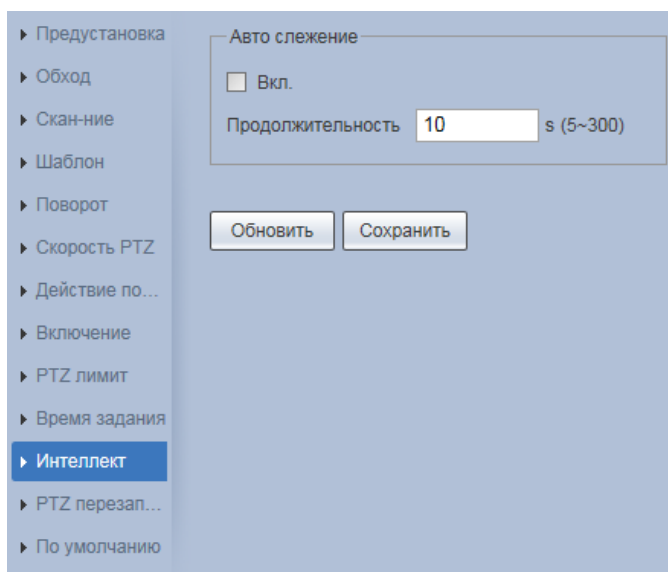 Предустановка
Обход
Скан-ние
Шаблон
Поворот
Скорость PTZ
Действие по...
Включение
PTZ лимит
Время задания
Интеллект
PTZ перезап...
По умолчанию
Авто слежение
Вкл.
Продолжительность 10 s (5~300)
Обновить Сохранить